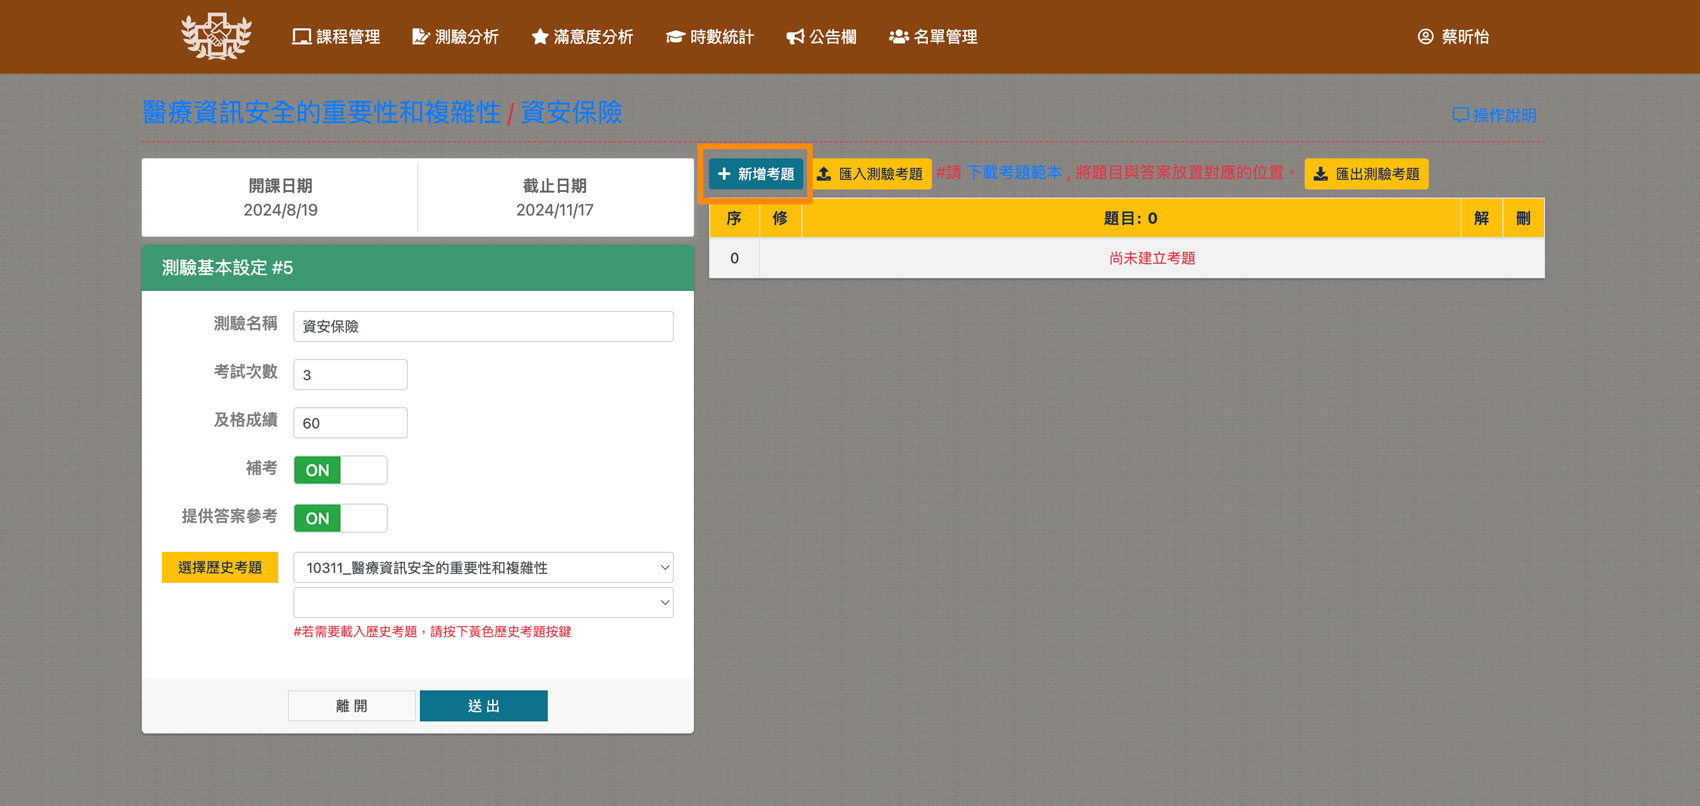 課程管理 測驗分析 滿意度分析 時數統計 公告欄 名單管理 蔡昕怡
醫療資訊安全的重要性和複雜性 / 資安保險
操作說明
開課日期 截止日期
2024/8/19 2024/11/17
新增考題 匯入測驗考題 #請 下載考題範本 , 將題目與答案放置對應的位置。 匯出測驗考題
序 修 題目: 0 解 刪
0 尚未建立考題
測驗基本設定 #5
測驗名稱 資安保險
考試次數 3
及格成績 60
補考 ON
提供答案參考 ON
選擇歷史考題 10311_醫療資訊安全的重要性和複雜性
#若需要載入歷史考題，請按下黃色歷史考題按鍵
離開 送出